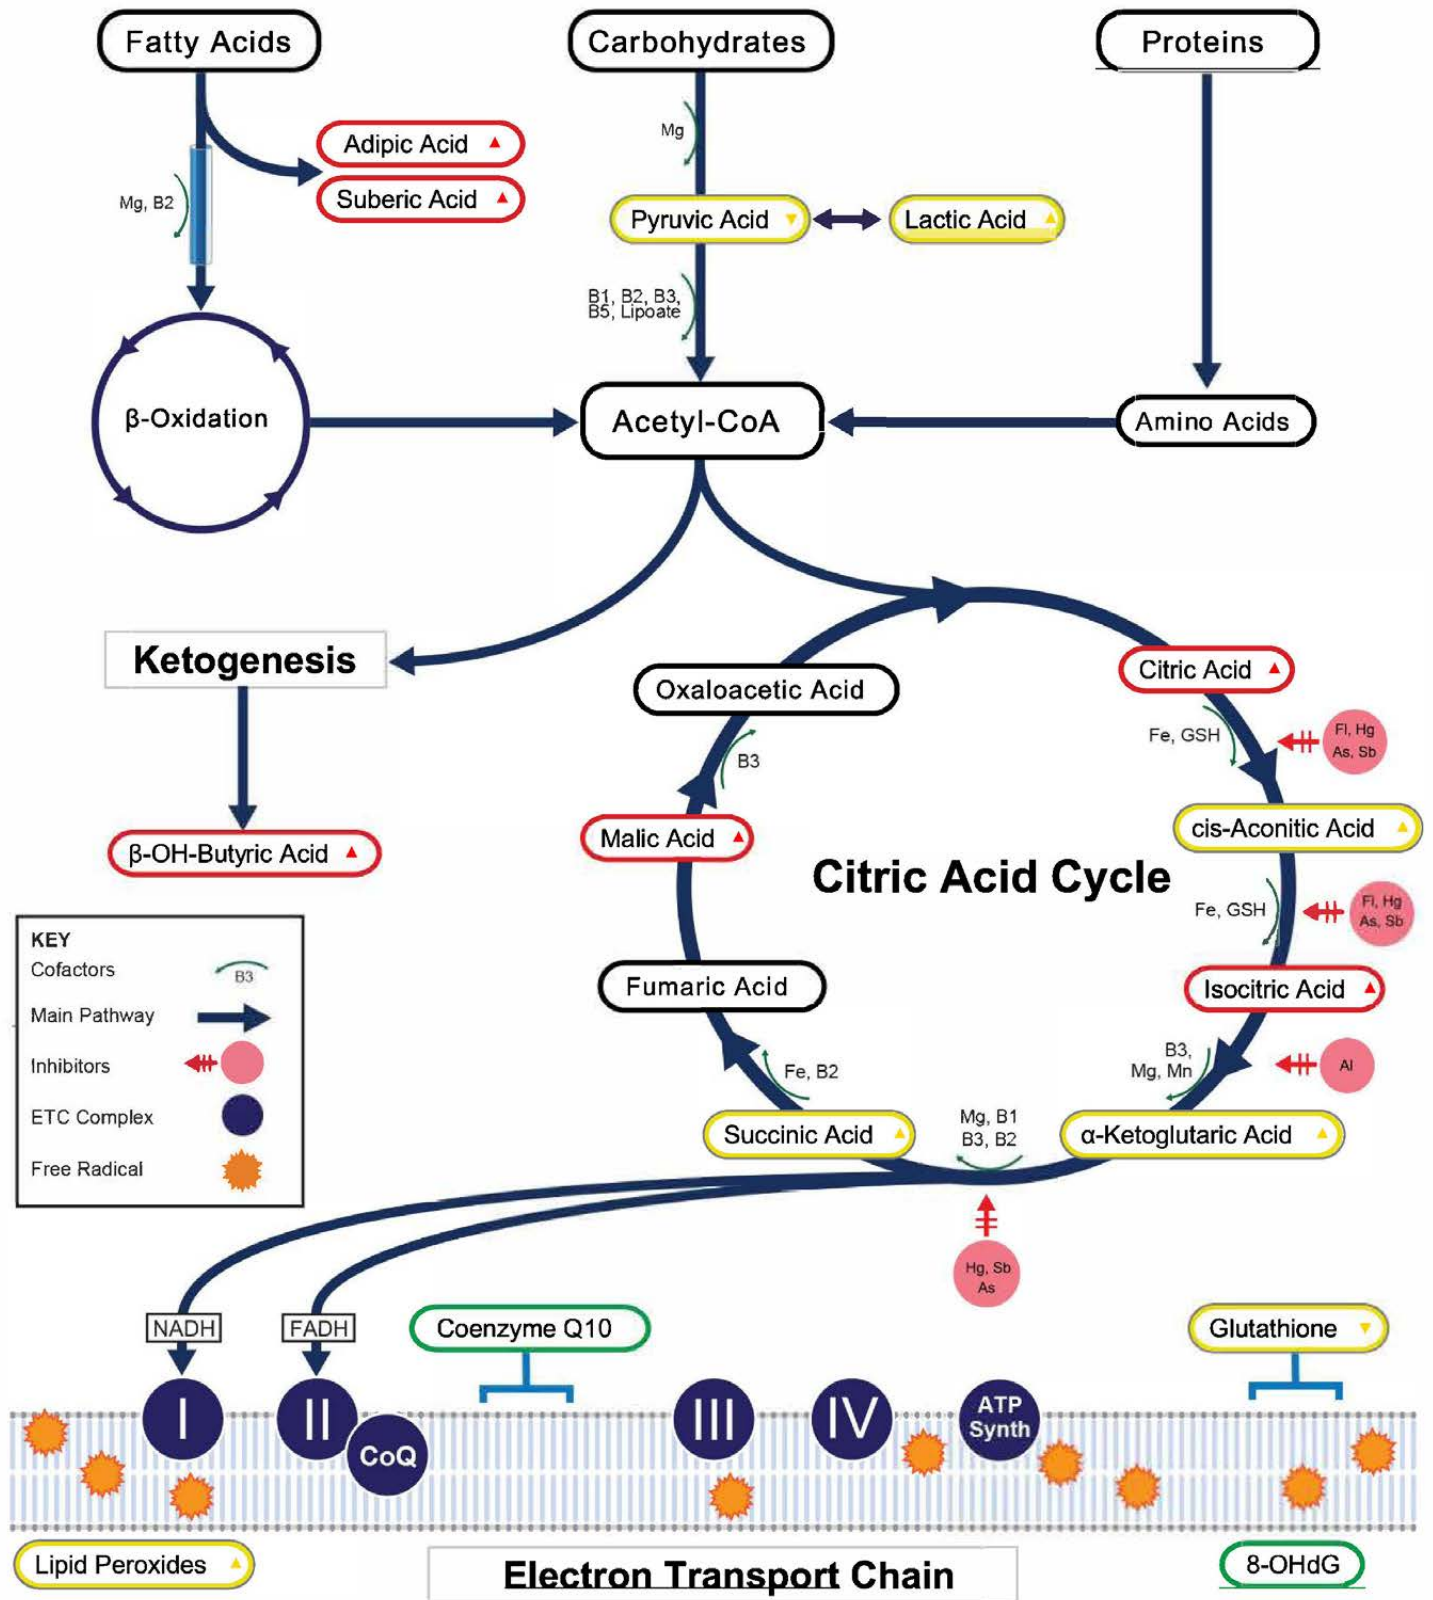 Fatty Acids
Carbohydrates
Proteins
Adipic Acid
Suberic Acid
Mg
Mg, B2
Pyruvic Acid
Lactic Acid
B1, B2, B3,
B5, Lipoate
β-Oxidation
Acetyl-CoA
Amino Acids
Ketogenesis
Oxaloacetic Acid
Citric Acid
Fe, GSH
Fl, Hg
As, Sb
B3
β-OH-Butyric Acid
Malic Acid
cis-Aconitic Acid
Citric Acid Cycle
Fe, GSH
Fl, Hg
As, Sb
KEY
Cofactors
B3
Main Pathway
Inhibitors
ETC Complex
Free Radical
Fumaric Acid
Isocitric Acid
B3,
Mg, Mn
Al
Fe, B2
Succinic Acid
Mg, B1
B3, B2
α-Ketoglutaric Acid
Hg, Sb
As
NADH
FADH
Coenzyme Q10
Glutathione
I
II
CoQ
III
IV
ATP
Synth
Lipid Peroxides
Electron Transport Chain
8-OHdG